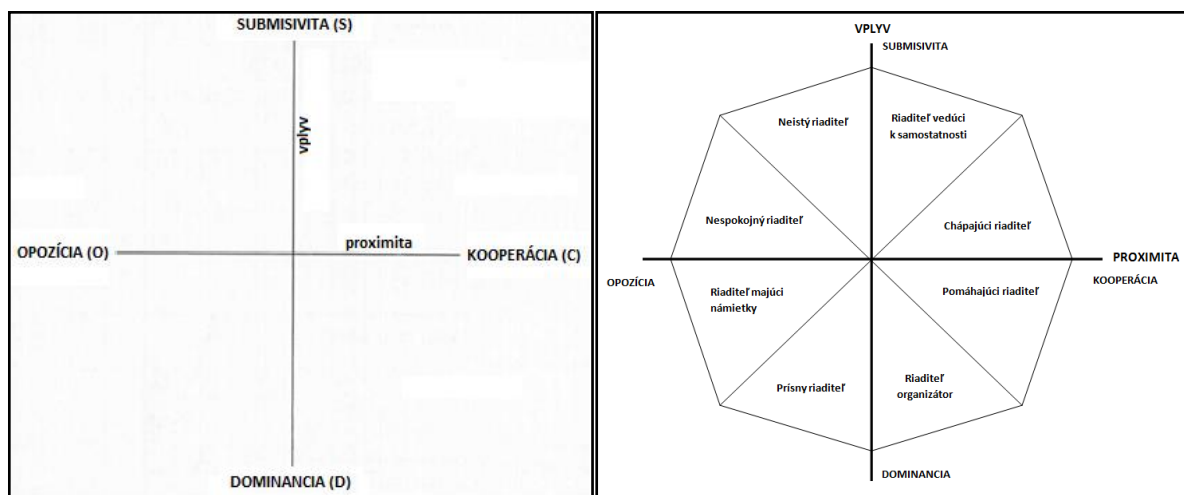 SUBMISIVITA (S)
vplyv
proximita
OPOZÍCIA (O)
KOOPERÁCIA (C)
DOMINANCIA (D)
VPLYV
SUBMISIVITA
Neistý riaditeľ
Riaditeľ vedúci
k samostatnosti
Nespokojný riaditeľ
Chápajúci riaditeľ
PROXIMITA
OPOZÍCIA
KOOPERÁCIA
Riaditeľ majúci
námietky
Pomáhajúci riaditeľ
Prísny riaditeľ
Riaditeľ
organizátor
DOMINANCIA